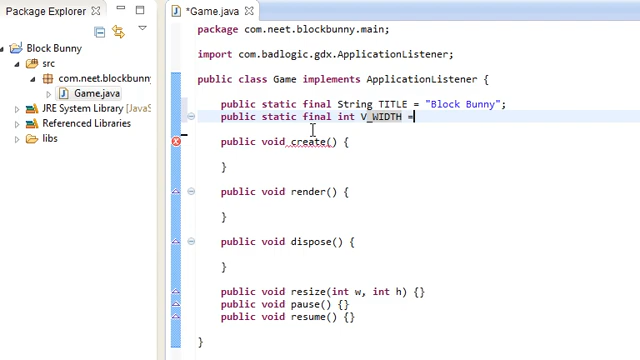 Package Explorer
*Game.java
Block Bunny
src
com.neet.blockbunny
Game.java
JRE System Library [JavaS
Referenced Libraries
libs
package com.neet.blockbunny.main;
import com.badlogic.gdx.ApplicationListener;
public class Game implements ApplicationListener {
public static final String TITLE = "Block Bunny";
public static final int V_WIDTH =
public void create() {
}
public void render() {
}
public void dispose() {
}
public void resize(int w, int h) {}
public void pause() {}
public void resume() {}
}